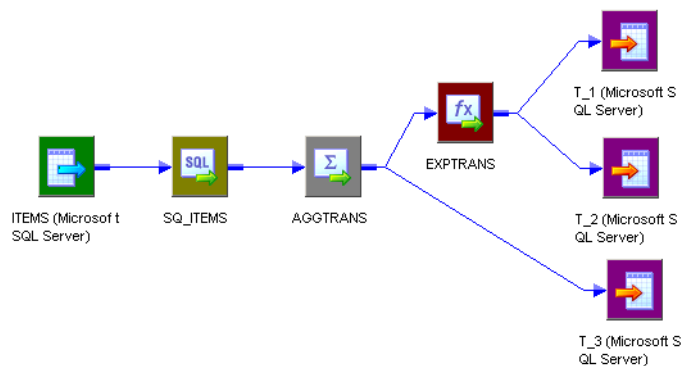 T_1 (Microsoft S
QL Server)
fx
EXPTRANS
SQL
Σ
ITEMS (Microsof t
SQL Server)
SQ_ITEMS
AGGTRANS
T_2 (Microsoft S
QL Server)
T_3 (Microsoft S
QL Server)